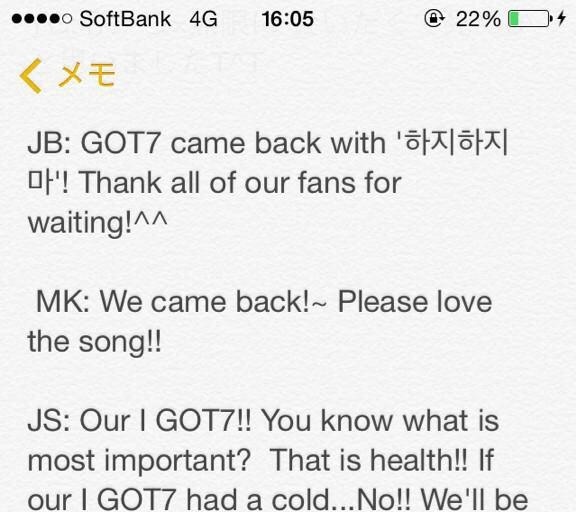 SoftBank 4G 16:05 22%
メモ
JB: GOT7 came back with '하지하지
마'! Thank all of our fans for
waiting!^^
MK: We came back!~ Please love
the song!!
JS: Our I GOT7!! You know what is
most important? That is health!! If
our I GOT7 had a cold...No!! We'll be